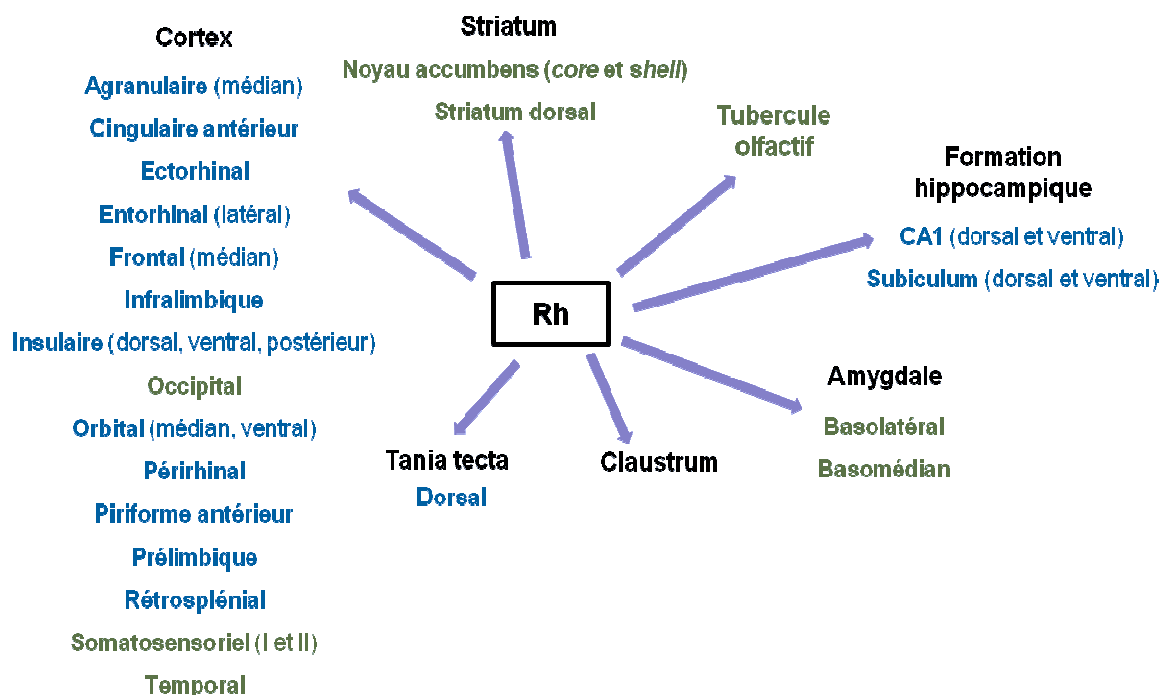 Cortex
Agranulaire (médian)
Cingulaire antérieur
Ectorhinal
Entorhinal (latéral)
Frontal (médian)
Infralimbique
Insulaire (dorsal, ventral, postérieur)
Occipital
Orbital (médian, ventral)
Périrhinal
Piriforme antérieur
Prélimbique
Rétrosplénial
Somatosensoriel (I et II)
Temporal
Striatum
Noyau accumbens (core et shell)
Striatum dorsal
Tubercule
olfactif
Formation
hippocampique
CA1 (dorsal et ventral)
Subiculum (dorsal et ventral)
Rh
Amygdale
Basolatéral
Basomédian
Tania tecta
Dorsal
Claustrum